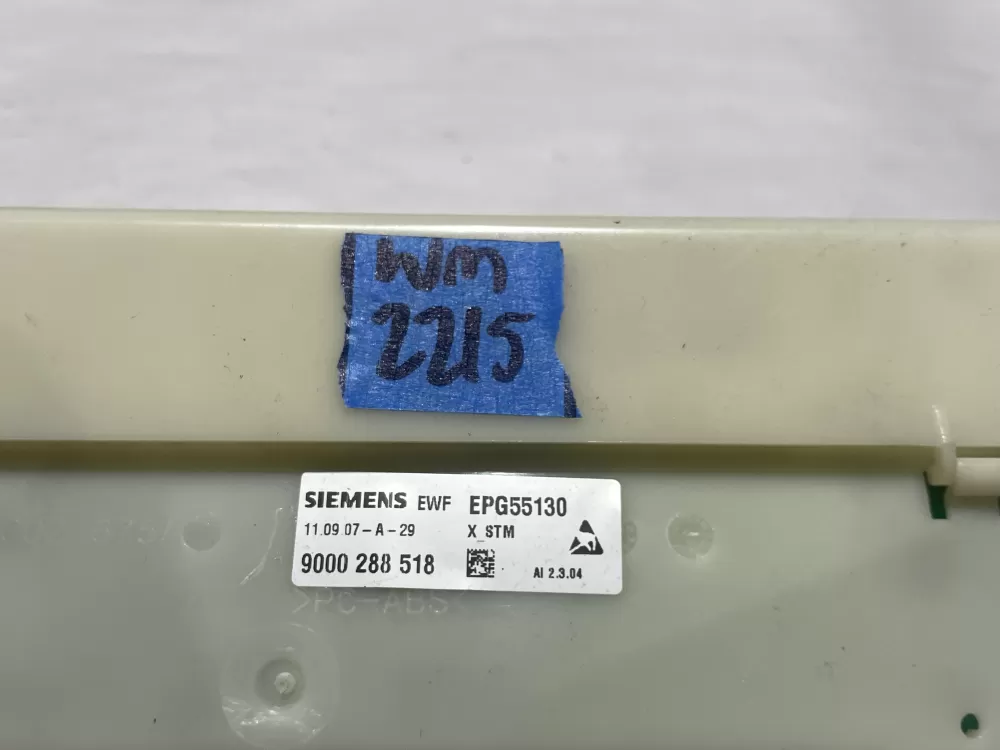 WM
2215
SIEMENS EWF EPG55130
11.09.07-A-29 X_STM
9000 288 518
AI 2.3.04
>PC-ABS<